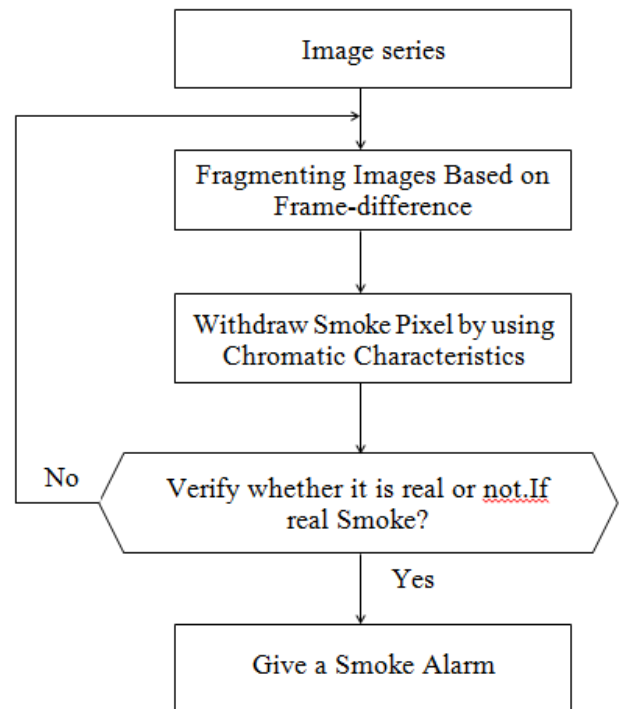 Image series
Fragmenting Images Based on
Frame-difference
Withdraw Smoke Pixel by using
Chromatic Characteristics
No
Verify whether it is real or not.If
real Smoke?
Yes
Give a Smoke Alarm